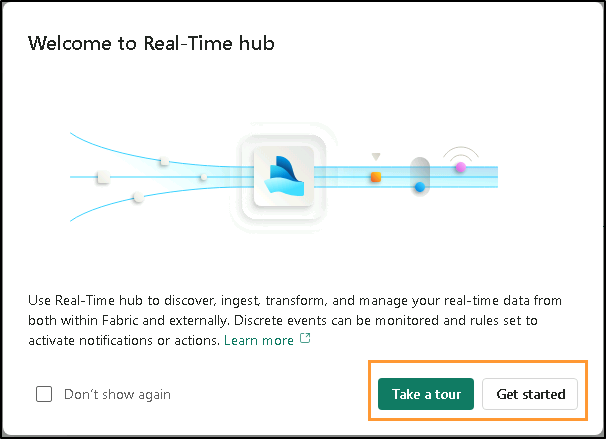 Welcome to Real-Time hub
Use Real-Time hub to discover, ingest, transform, and manage your real-time data from
both within Fabric and externally. Discrete events can be monitored and rules set to
activate notifications or actions. Learn more
Don't show again
Take a tour
Get started